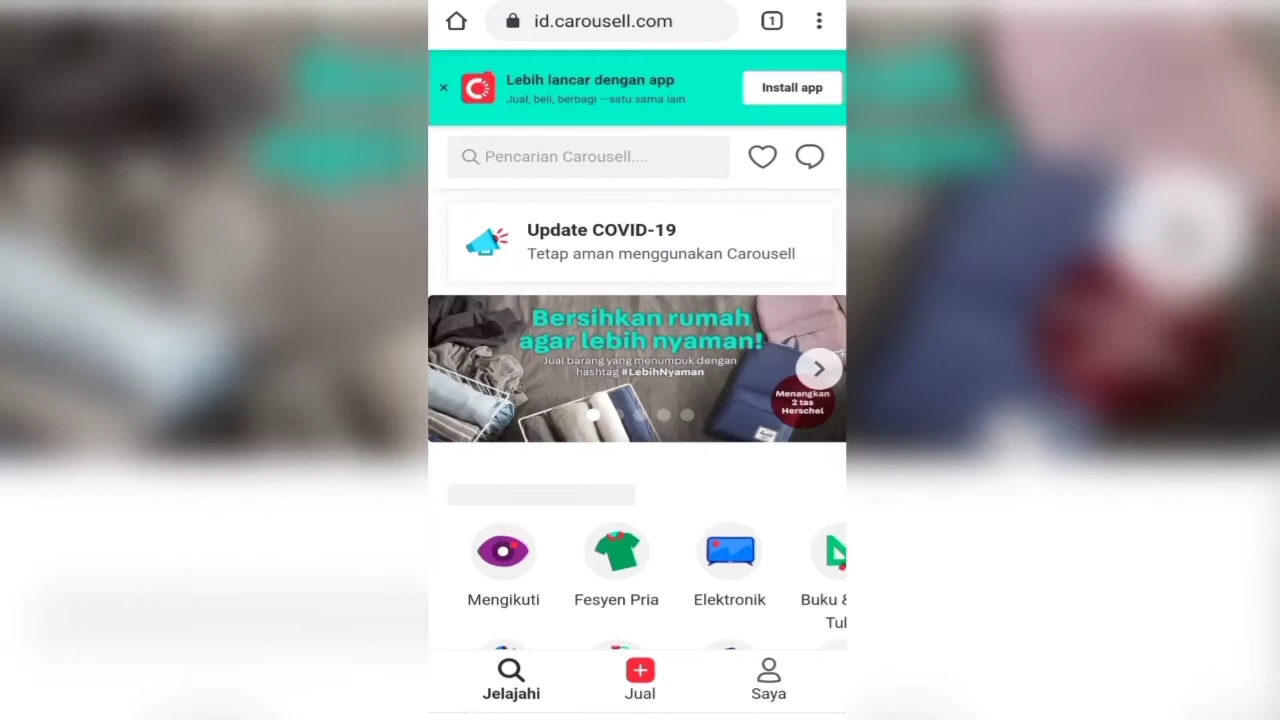 id.carousell.com
1
Lebih lancar dengan app
Jual, beli, berbagi —satu sama lain
Install app
Pencarian Carousell....
Update COVID-19
Tetap aman menggunakan Carousell
Bersihkan rumah
agar lebih nyaman!
Jual barang yang menumpuk dengan
hashtag #LebihNyaman
Menangkan
2 tas
Herschel
Mengikuti
Fesyen Pria
Elektronik
Buku &
Tul
Jelajahi
Jual
Saya